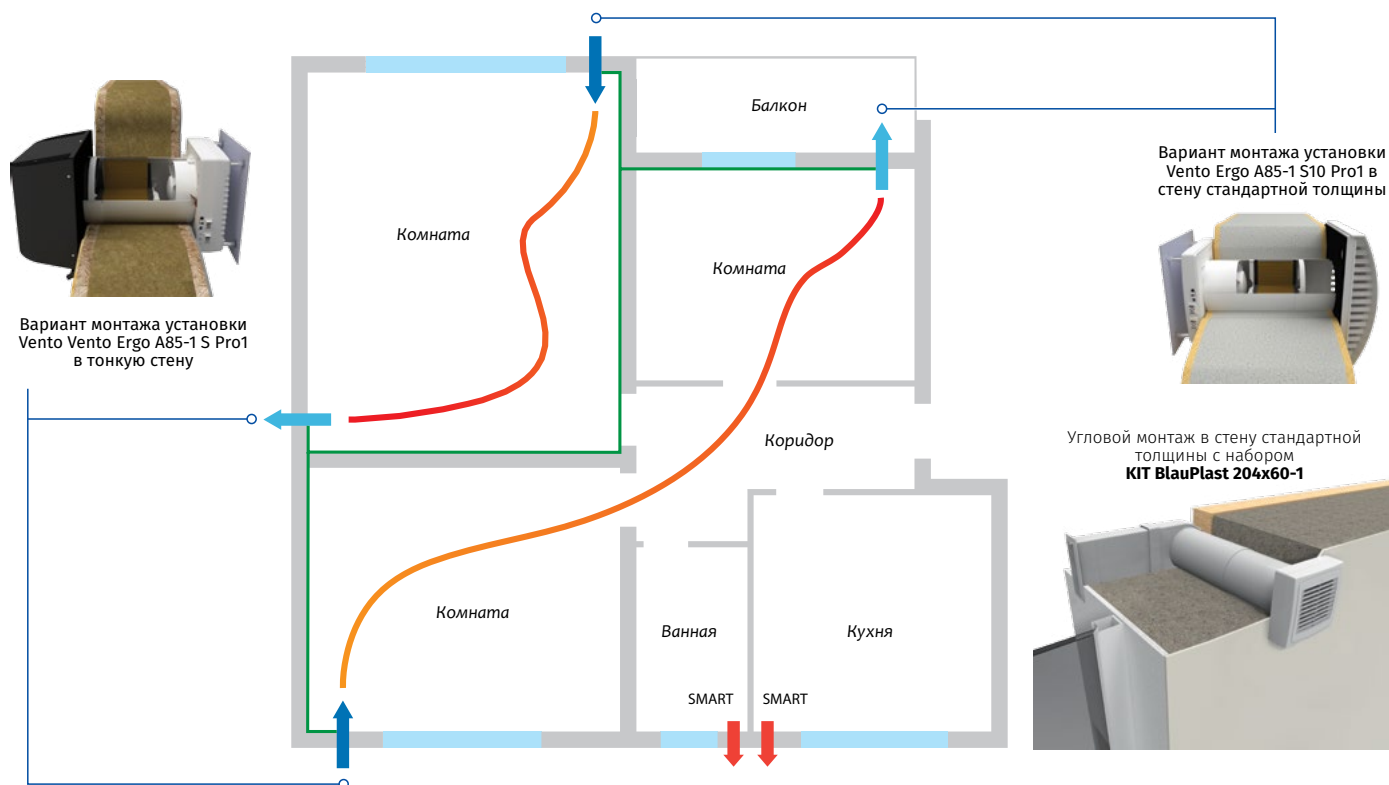 Балкон
Вариант монтажа установки
Vento Ergo A85-1 S10 Pro1 в
стену стандартной толщины
Комната
Комната
Вариант монтажа установки
Vento Vento Ergo A85-1 S Pro1
в тонкую стену
Коридор
Угловой монтаж в стену стандартной
толщины с набором
KIT BlauPlast 204x60-1
Комната
Ванная
Кухня
SMART
SMART